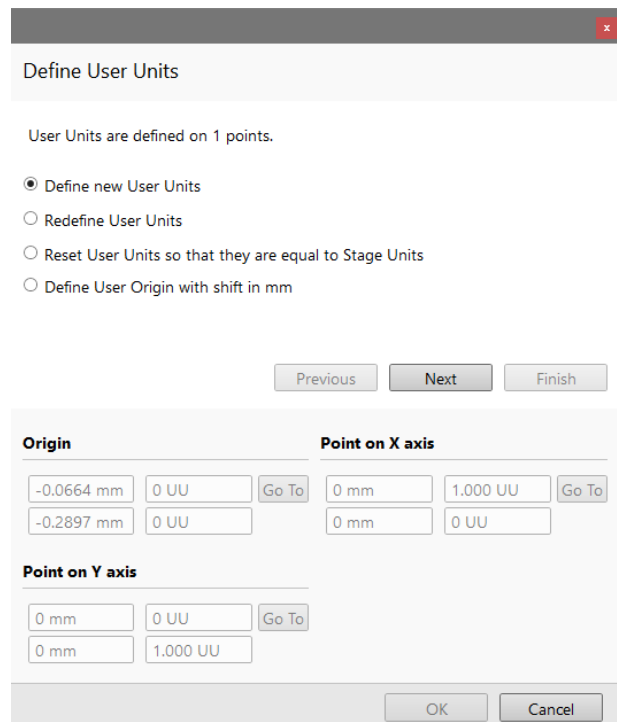 x
Define User Units
User Units are defined on 1 points.
Define new User Units
Redefine User Units
Reset User Units so that they are equal to Stage Units
Define User Origin with shift in mm
Previous Next Finish
Origin Point on X axis
-0.0664 mm 0 UU Go To 0 mm 1.000 UU Go To
-0.2897 mm 0 UU 0 mm 0 UU
Point on Y axis
0 mm 0 UU Go To
0 mm 1.000 UU
OK Cancel